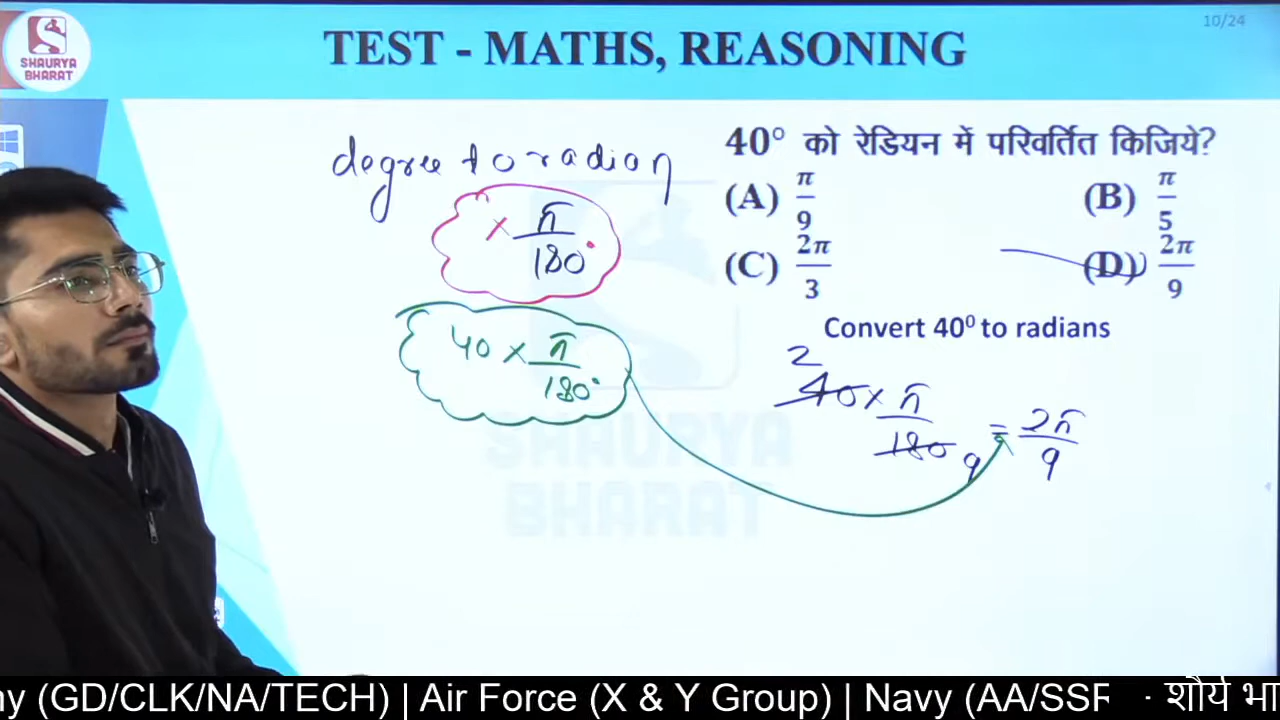 10/24
SHAURYA
BHARAT
TEST - MATHS, REASONING
degree to radian
× π/180°
40 × π/180°
40° को रेडियन में परिवर्तित किजिये?
(A) π/9 (B) π/5
(C) 2π/3 (D) 2π/9
Convert 40⁰ to radians
2
40 × π/180 9 = 2π/9
SHAURYA
BHARAT
ny (GD/CLK/NA/TECH) | Air Force (X & Y Group) | Navy (AA/SSR · शौर्य भा